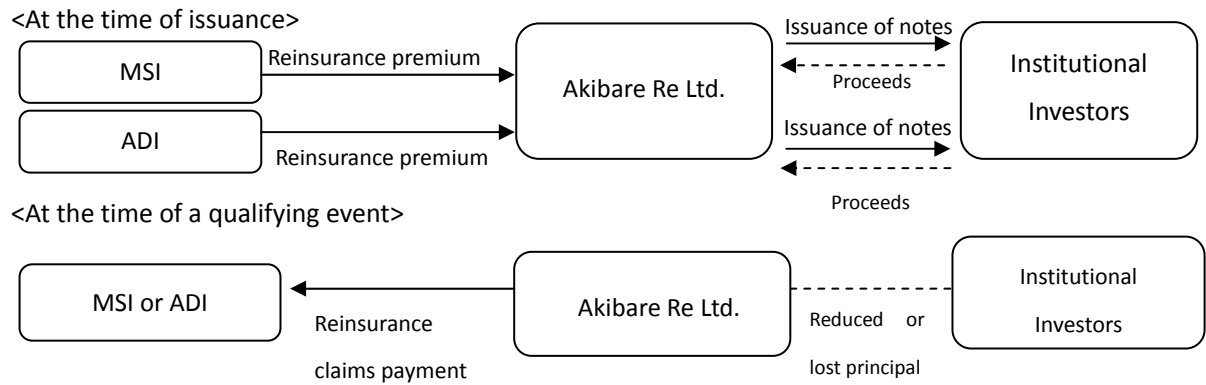 <At the time of issuance>
MSI
Reinsurance premium
ADI
Reinsurance premium
Akibare Re Ltd.
Issuance of notes
Proceeds
Issuance of notes
Proceeds
Institutional
Investors
<At the time of a qualifying event>
MSI or ADI
Reinsurance
claims payment
Akibare Re Ltd.
Reduced or
lost principal
Institutional
Investors